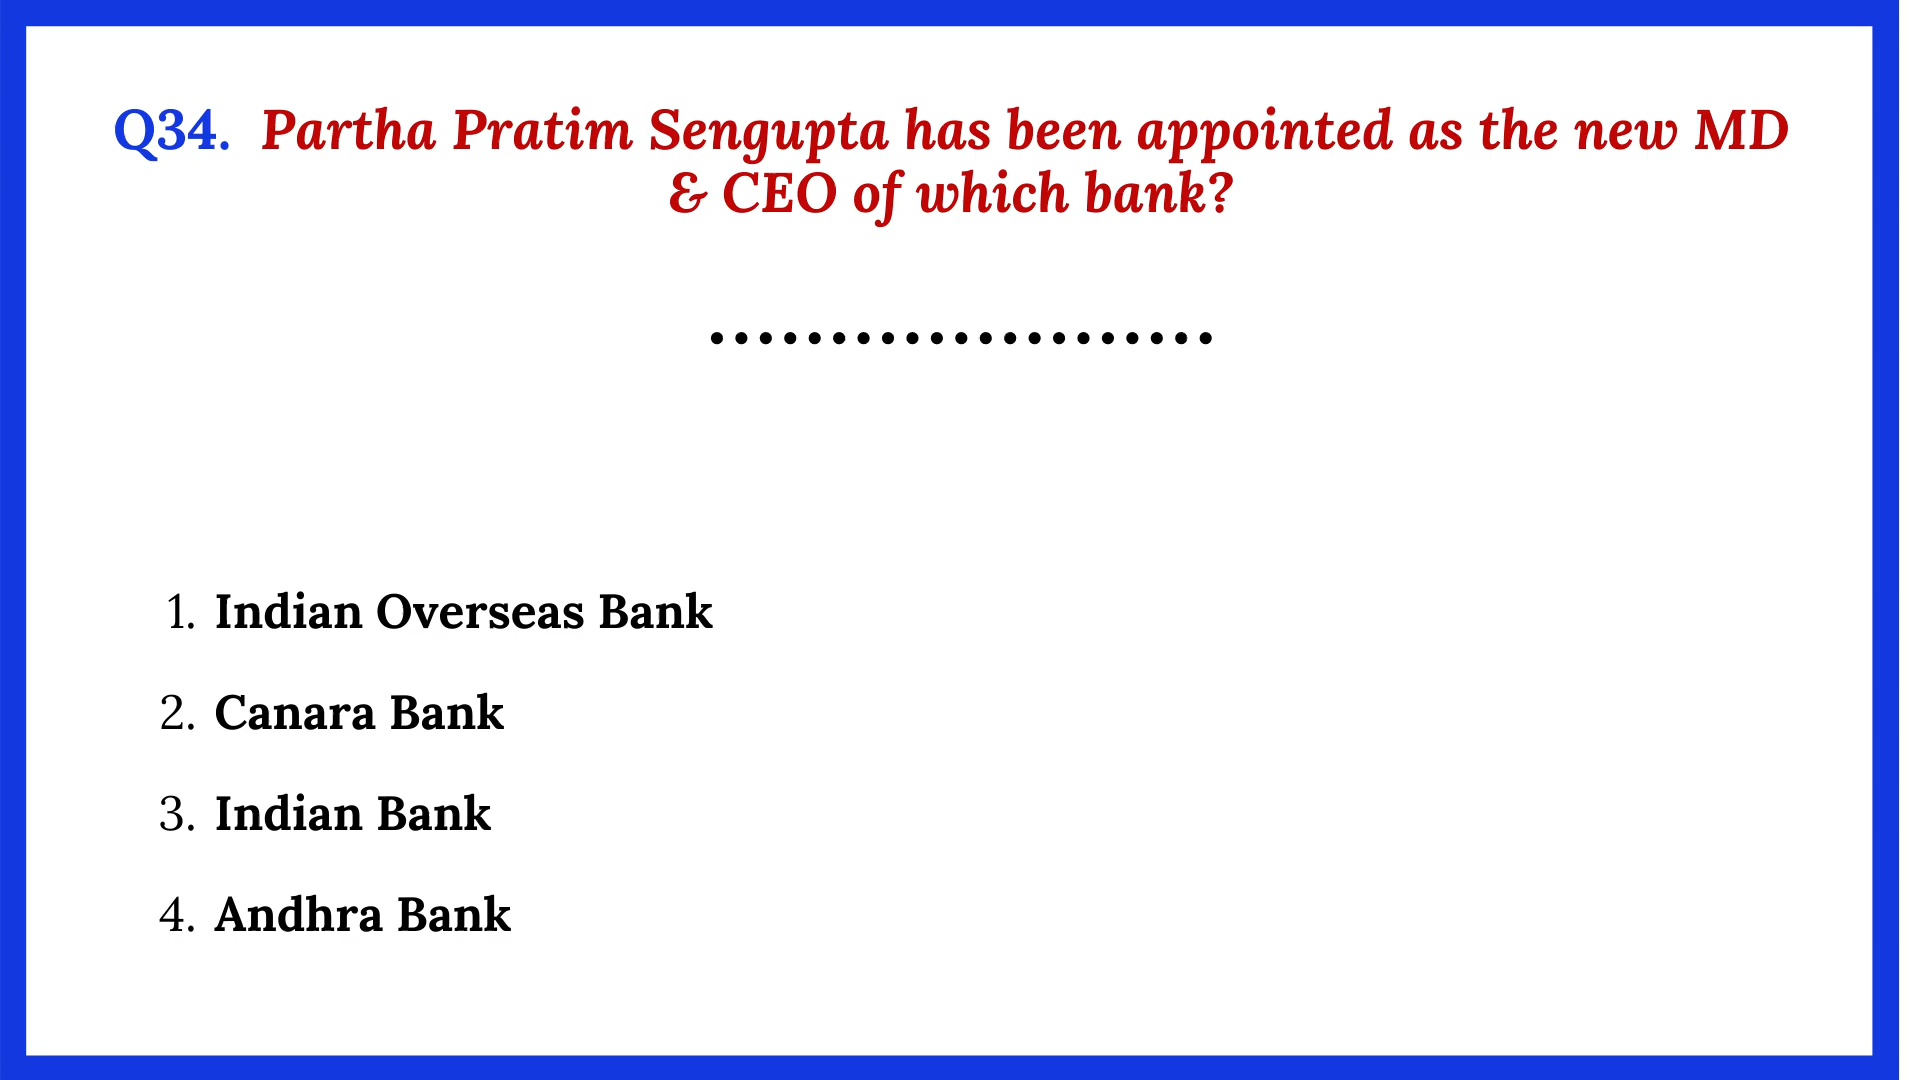 Q34. Partha Pratim Sengupta has been appointed as the new MD
& CEO of which bank?
.....................
1. Indian Overseas Bank
2. Canara Bank
3. Indian Bank
4. Andhra Bank